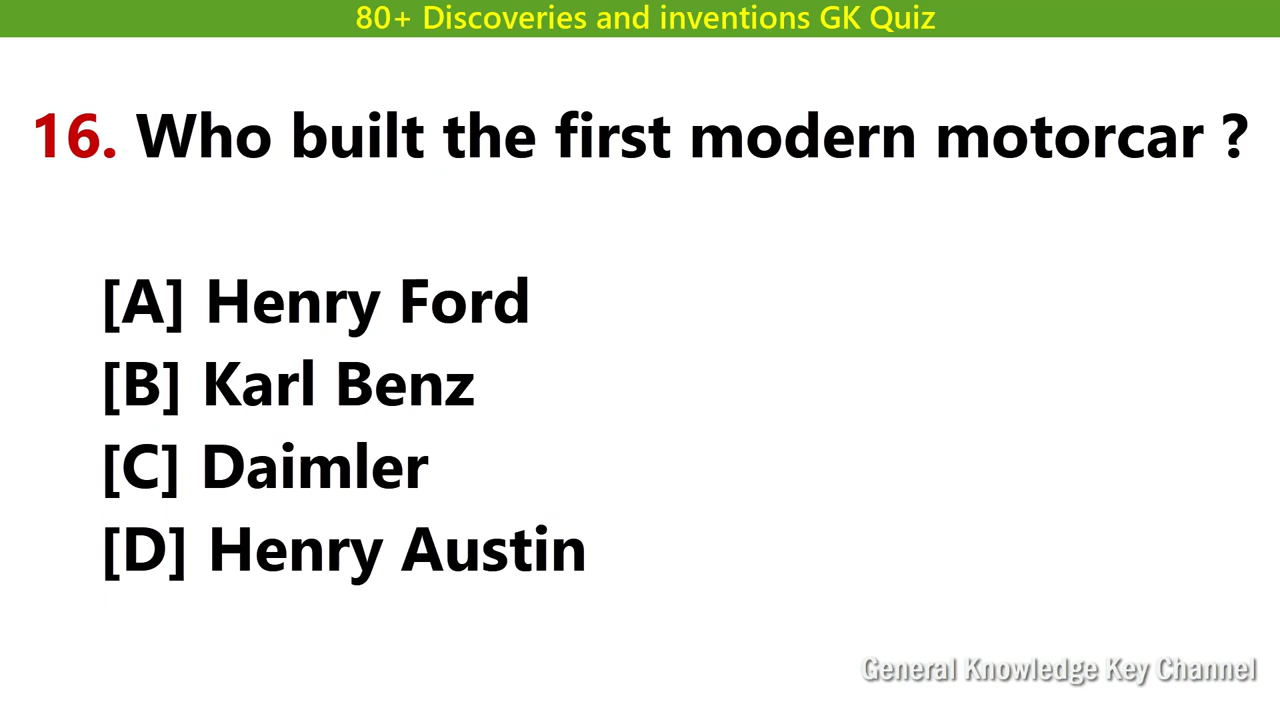 80+ Discoveries and inventions GK Quiz
16. Who built the first modern motorcar ?
[A] Henry Ford
[B] Karl Benz
[C] Daimler
[D] Henry Austin
General Knowledge Key Channel